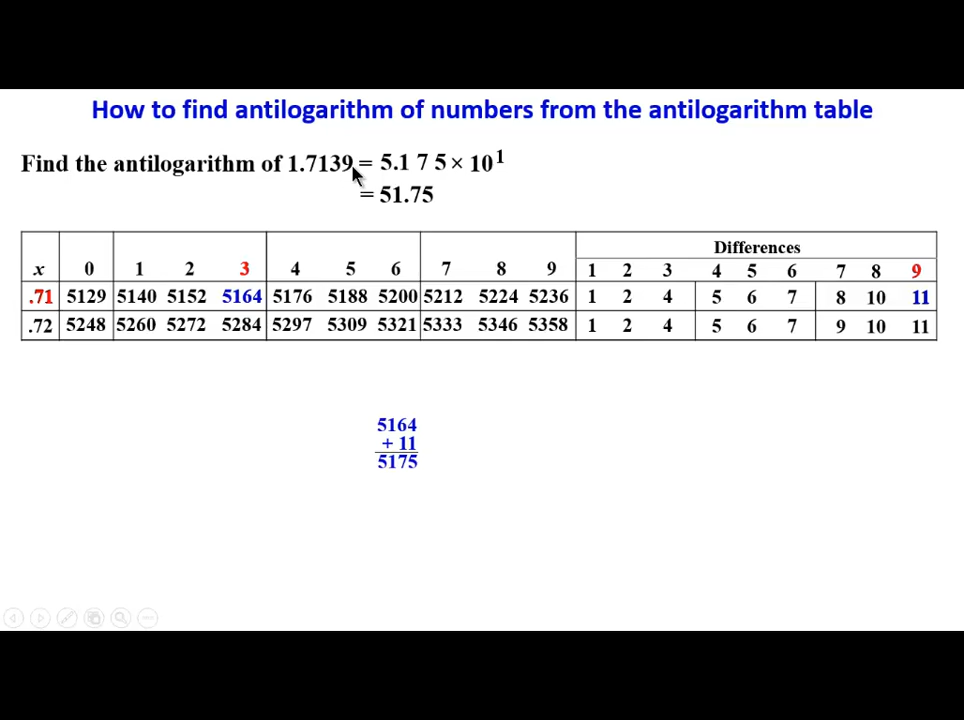 How to find antilogarithm of numbers from the antilogarithm table
Find the antilogarithm of 1.7139 = 5.1 7 5 × 10¹
= 51.75
Differences
x 0 1 2 3 4 5 6 7 8 9 1 2 3 4 5 6 7 8 9
.71 5129 5140 5152 5164 5176 5188 5200 5212 5224 5236 1 2 4 5 6 7 8 10 11
.72 5248 5260 5272 5284 5297 5309 5321 5333 5346 5358 1 2 4 5 6 7 9 10 11
5164
+ 11
5175